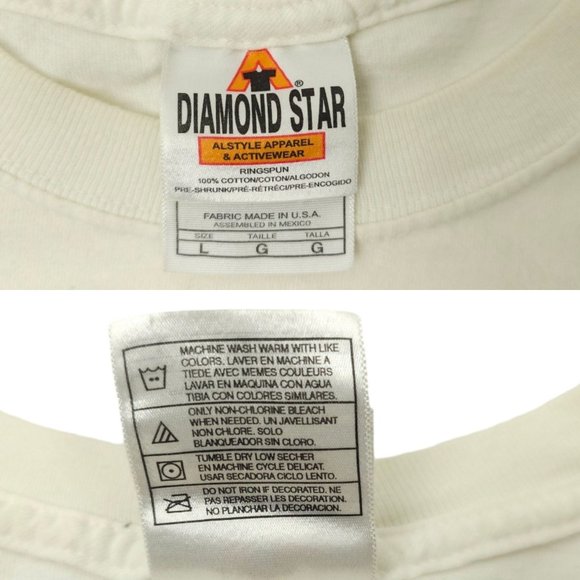 A
®
DIAMOND STAR
ALSTYLE APPAREL
& ACTIVEWEAR
RINGSPUN
100% COTTON/COTON/ALGODON
PRE-SHRUNK/PRÉ-RÉTRÉCI/PRE-ENCOGIDO
FABRIC MADE IN U.S.A.
ASSEMBLED IN MEXICO
SIZE TAILLE TALLA
L G G
MACHINE WASH WARM WITH LIKE
COLORS. LAVER EN MACHINE A
TIEDE AVEC MEMES COULEURS
LAVAR EN MAQUINA CON AGUA
TIBIA CON COLORES SIMILARES.
ONLY NON-CHLORINE BLEACH
WHEN NEEDED. UN JAVELLISANT
NON CHLORE. SOLO
BLANQUEADOR SIN CLORO.
TUMBLE DRY LOW SECHER
EN MACHINE CYCLE DELICAT.
USAR SECADORA CICLO LENTO.
DO NOT IRON IF DECORATED. NE
PAS REPASSER LES DECORATION.
NO PLANCHAR LA DECORACION.